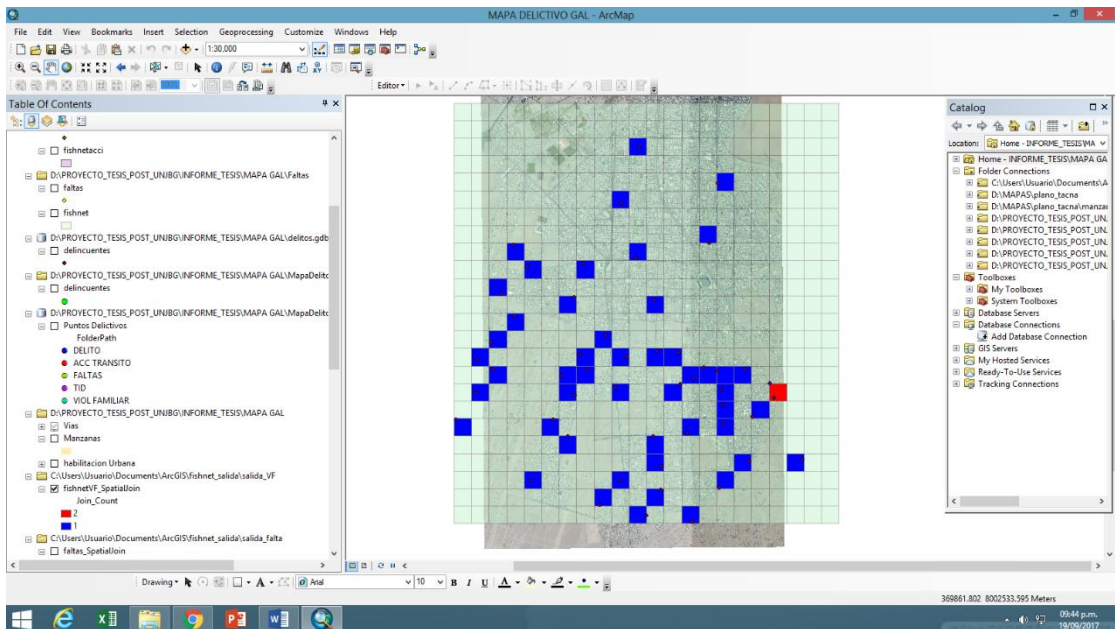 MAPA DELICTIVO GAL - ArcMap
File Edit View Bookmarks Insert Selection Geoprocessing Customize Windows Help
1:30,000
Editor
Table Of Contents
fishnetacci
D:\PROYECTO_TESIS_POST_UNJBG\INFORME_TESIS\MAPA GAL\Faltas
faltas
fishnet
D:\PROYECTO_TESIS_POST_UNJBG\INFORME_TESIS\MAPA GAL\delitos.gdb
delincuentes
D:\PROYECTO_TESIS_POST_UNJBG\INFORME_TESIS\MAPA GAL\MapaDelitc
delincuentes
D:\PROYECTO_TESIS_POST_UNJBG\INFORME_TESIS\MAPA GAL\MapaDelitc
Puntos Delictivos
FolderPath
DELITO
ACC TRANSITO
FALTAS
TID
VIOL FAMILIAR
D:\PROYECTO_TESIS_POST_UNJBG\INFORME_TESIS\MAPA GAL
Vias
Manzanas
habilitacion Urbana
C:\Users\Usuario\Documents\ArcGIS\fishnet_salida\salida_VF
fishnetVF_SpatialJoin
Join_Count
2
1
C:\Users\Usuario\Documents\ArcGIS\fishnet_salida\salida_falta
faltas_SpatialJoin
Catalog
Location: Home - INFORME_TESIS\MA
Home - INFORME_TESIS\MAPA GA
Folder Connections
C:\Users\Usuario\Documents\A
D:\MAPAS\plano_tacna
D:\MAPAS\plano_tacna\manzai
D:\PROYECTO_TESIS_POST_UN.
D:\PROYECTO_TESIS_POST_UN.
D:\PROYECTO_TESIS_POST_UN.
D:\PROYECTO_TESIS_POST_UN.
D:\PROYECTO_TESIS_POST_UN.
Toolboxes
My Toolboxes
System Toolboxes
Database Servers
Database Connections
Add Database Connection
GIS Servers
My Hosted Services
Ready-To-Use Services
Tracking Connections
Drawing A Arial 10 B I U A
369861.802 8002533.595 Meters
09:44 p.m.
19/09/2017